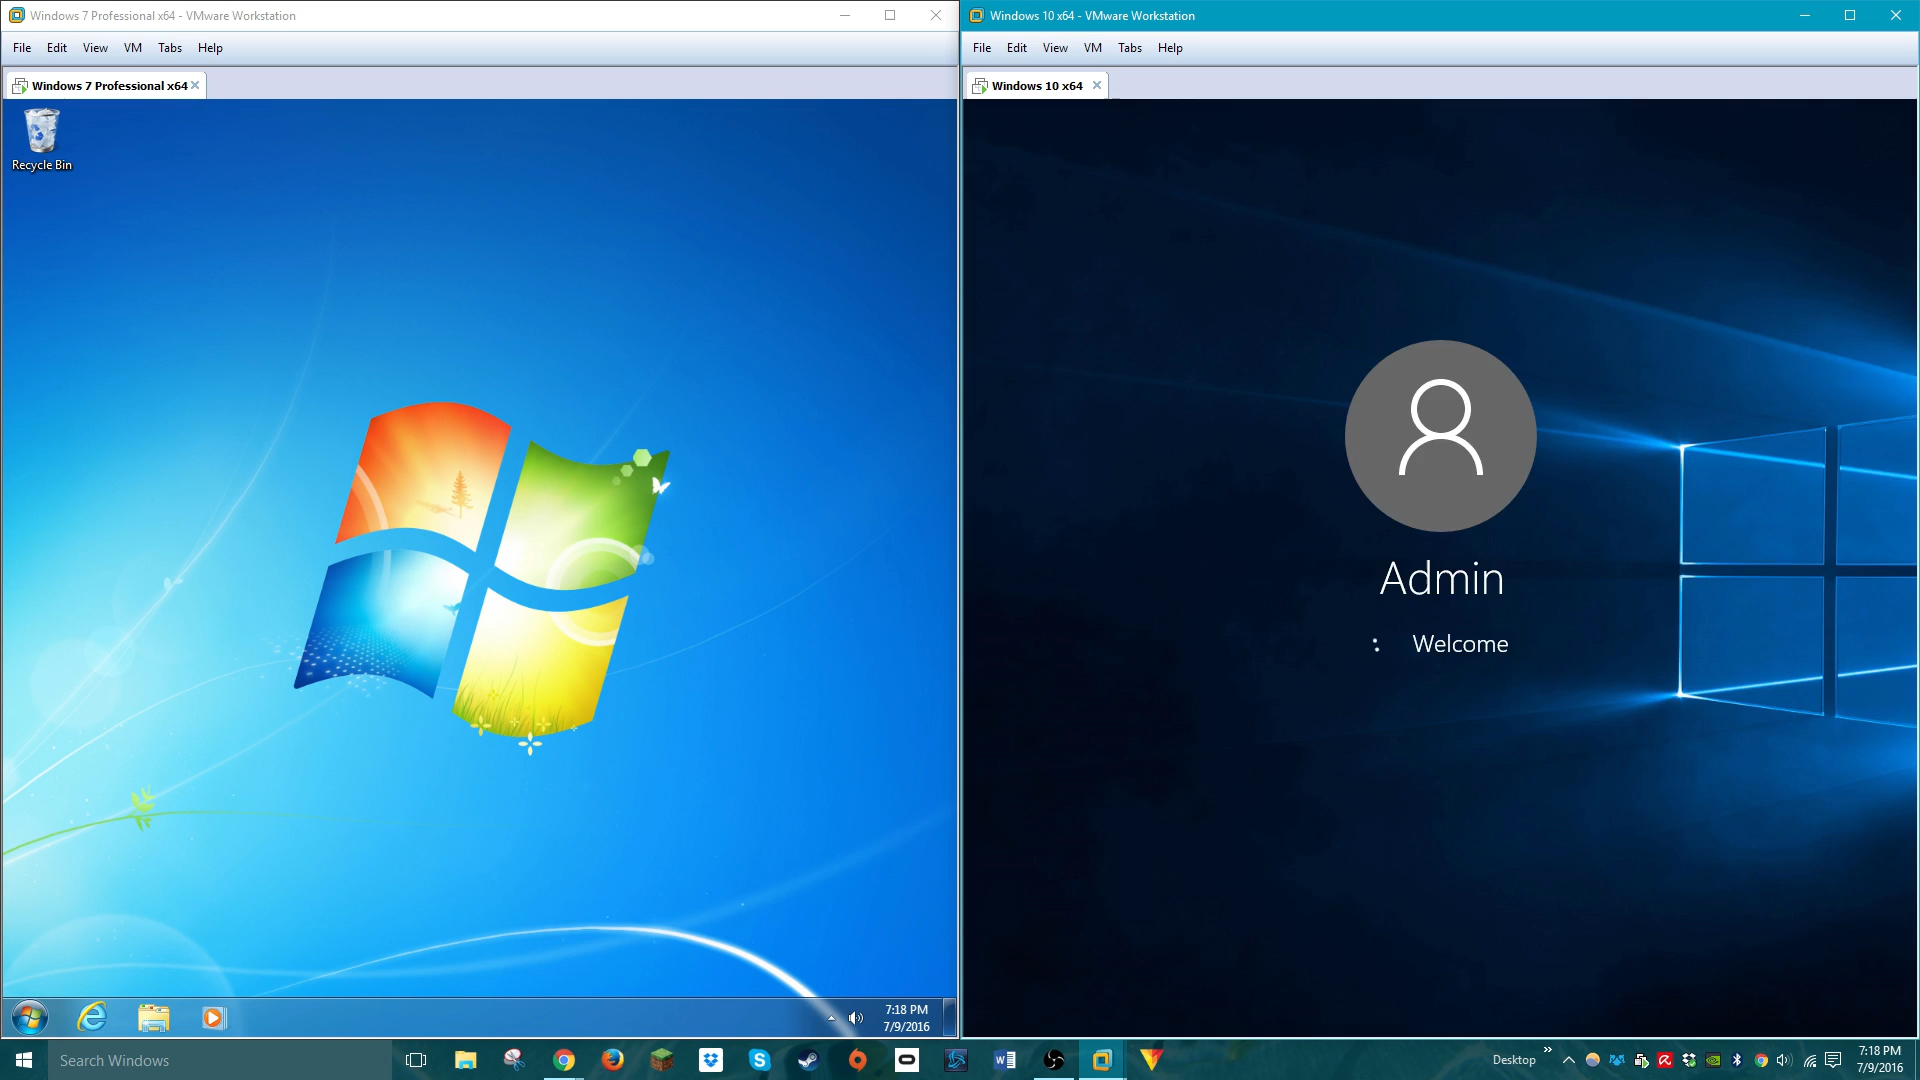 Windows 7 Professional x64 - VMware Workstation
File Edit View VM Tabs Help
Windows 7 Professional x64
Recycle Bin
7:18 PM
7/9/2016
Windows 10 x64 - VMware Workstation
File Edit View VM Tabs Help
Windows 10 x64
Admin
Welcome
Search Windows
Desktop
7:18 PM
7/9/2016